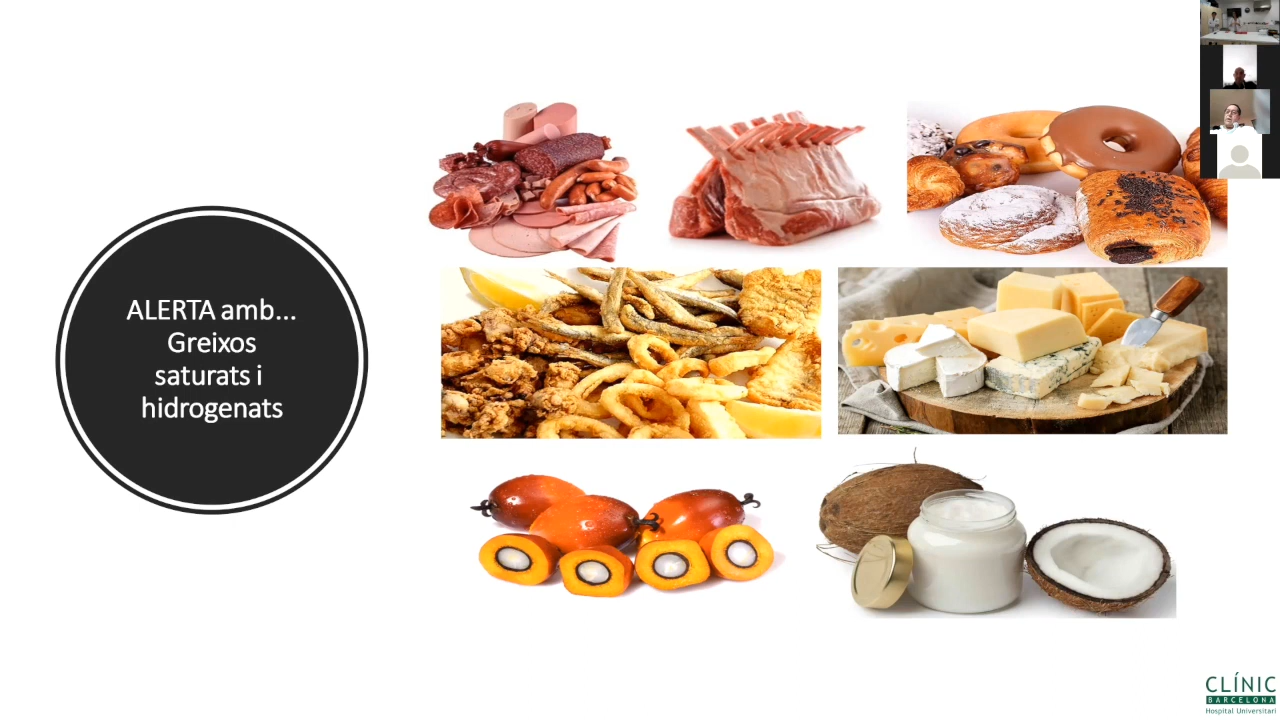 ALERTA amb...
Greixos
saturats i
hidrogenats
CLÍNIC
BARCELONA
Hospital Universitari